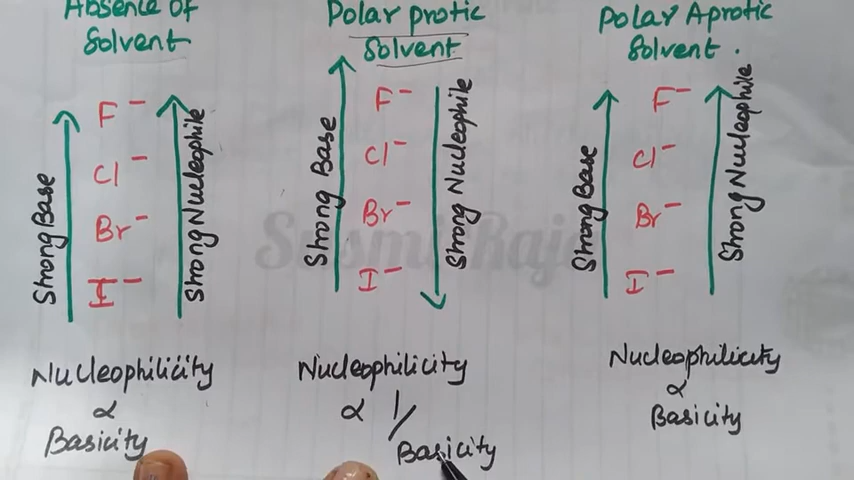 Absence of
Solvent
Strong Base
F⁻
Cl⁻
Br⁻
I⁻
Strong Nucleophile
Nucleophilicity
∝
Basicity
Polar protic
Solvent
Strong Base
F⁻
Cl⁻
Br⁻
I⁻
Strong Nucleophile
Nucleophilicity
∝ 1/
Basicity
Polar Aprotic
Solvent.
Strong Base
F⁻
Cl⁻
Br⁻
I⁻
Strong Nucleophile
Nucleophilicity
∝
Basicity